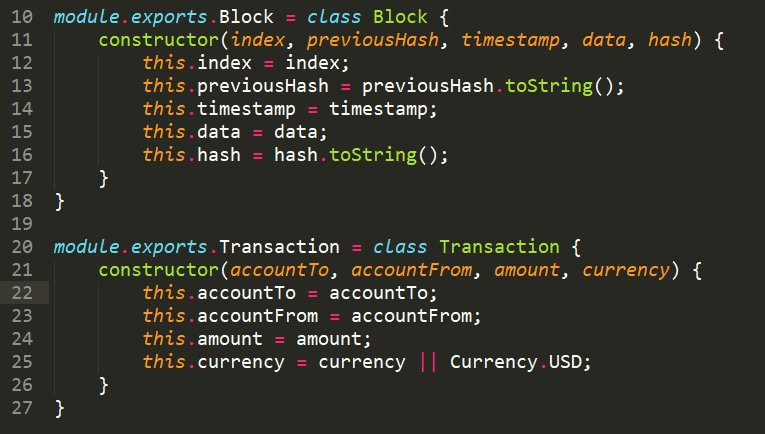 10 module.exports.Block = class Block {
11     constructor(index, previousHash, timestamp, data, hash) {
12         this.index = index;
13         this.previousHash = previousHash.toString();
14         this.timestamp = timestamp;
15         this.data = data;
16         this.hash = hash.toString();
17     }
18 }
19
20 module.exports.Transaction = class Transaction {
21     constructor(accountTo, accountFrom, amount, currency) {
22         this.accountTo = accountTo;
23         this.accountFrom = accountFrom;
24         this.amount = amount;
25         this.currency = currency || Currency.USD;
26     }
27 }